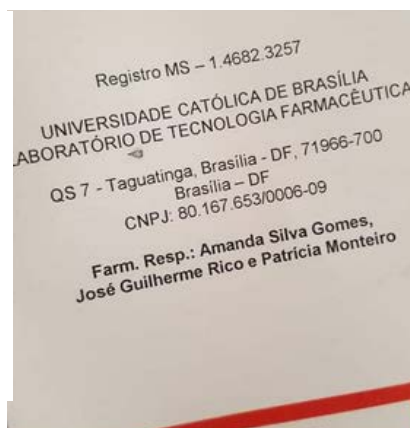 Registro MS – 1.4682.3257
UNIVERSIDADE CATÓLICA DE BRASÍLIA
LABORATÓRIO DE TECNOLOGIA FARMACÊUTICA
QS 7 - Taguatinga, Brasília - DF, 71966-700
Brasília – DF
CNPJ: 80.167.653/0006-09
Farm. Resp.: Amanda Silva Gomes,
José Guilherme Rico e Patrícia Monteiro